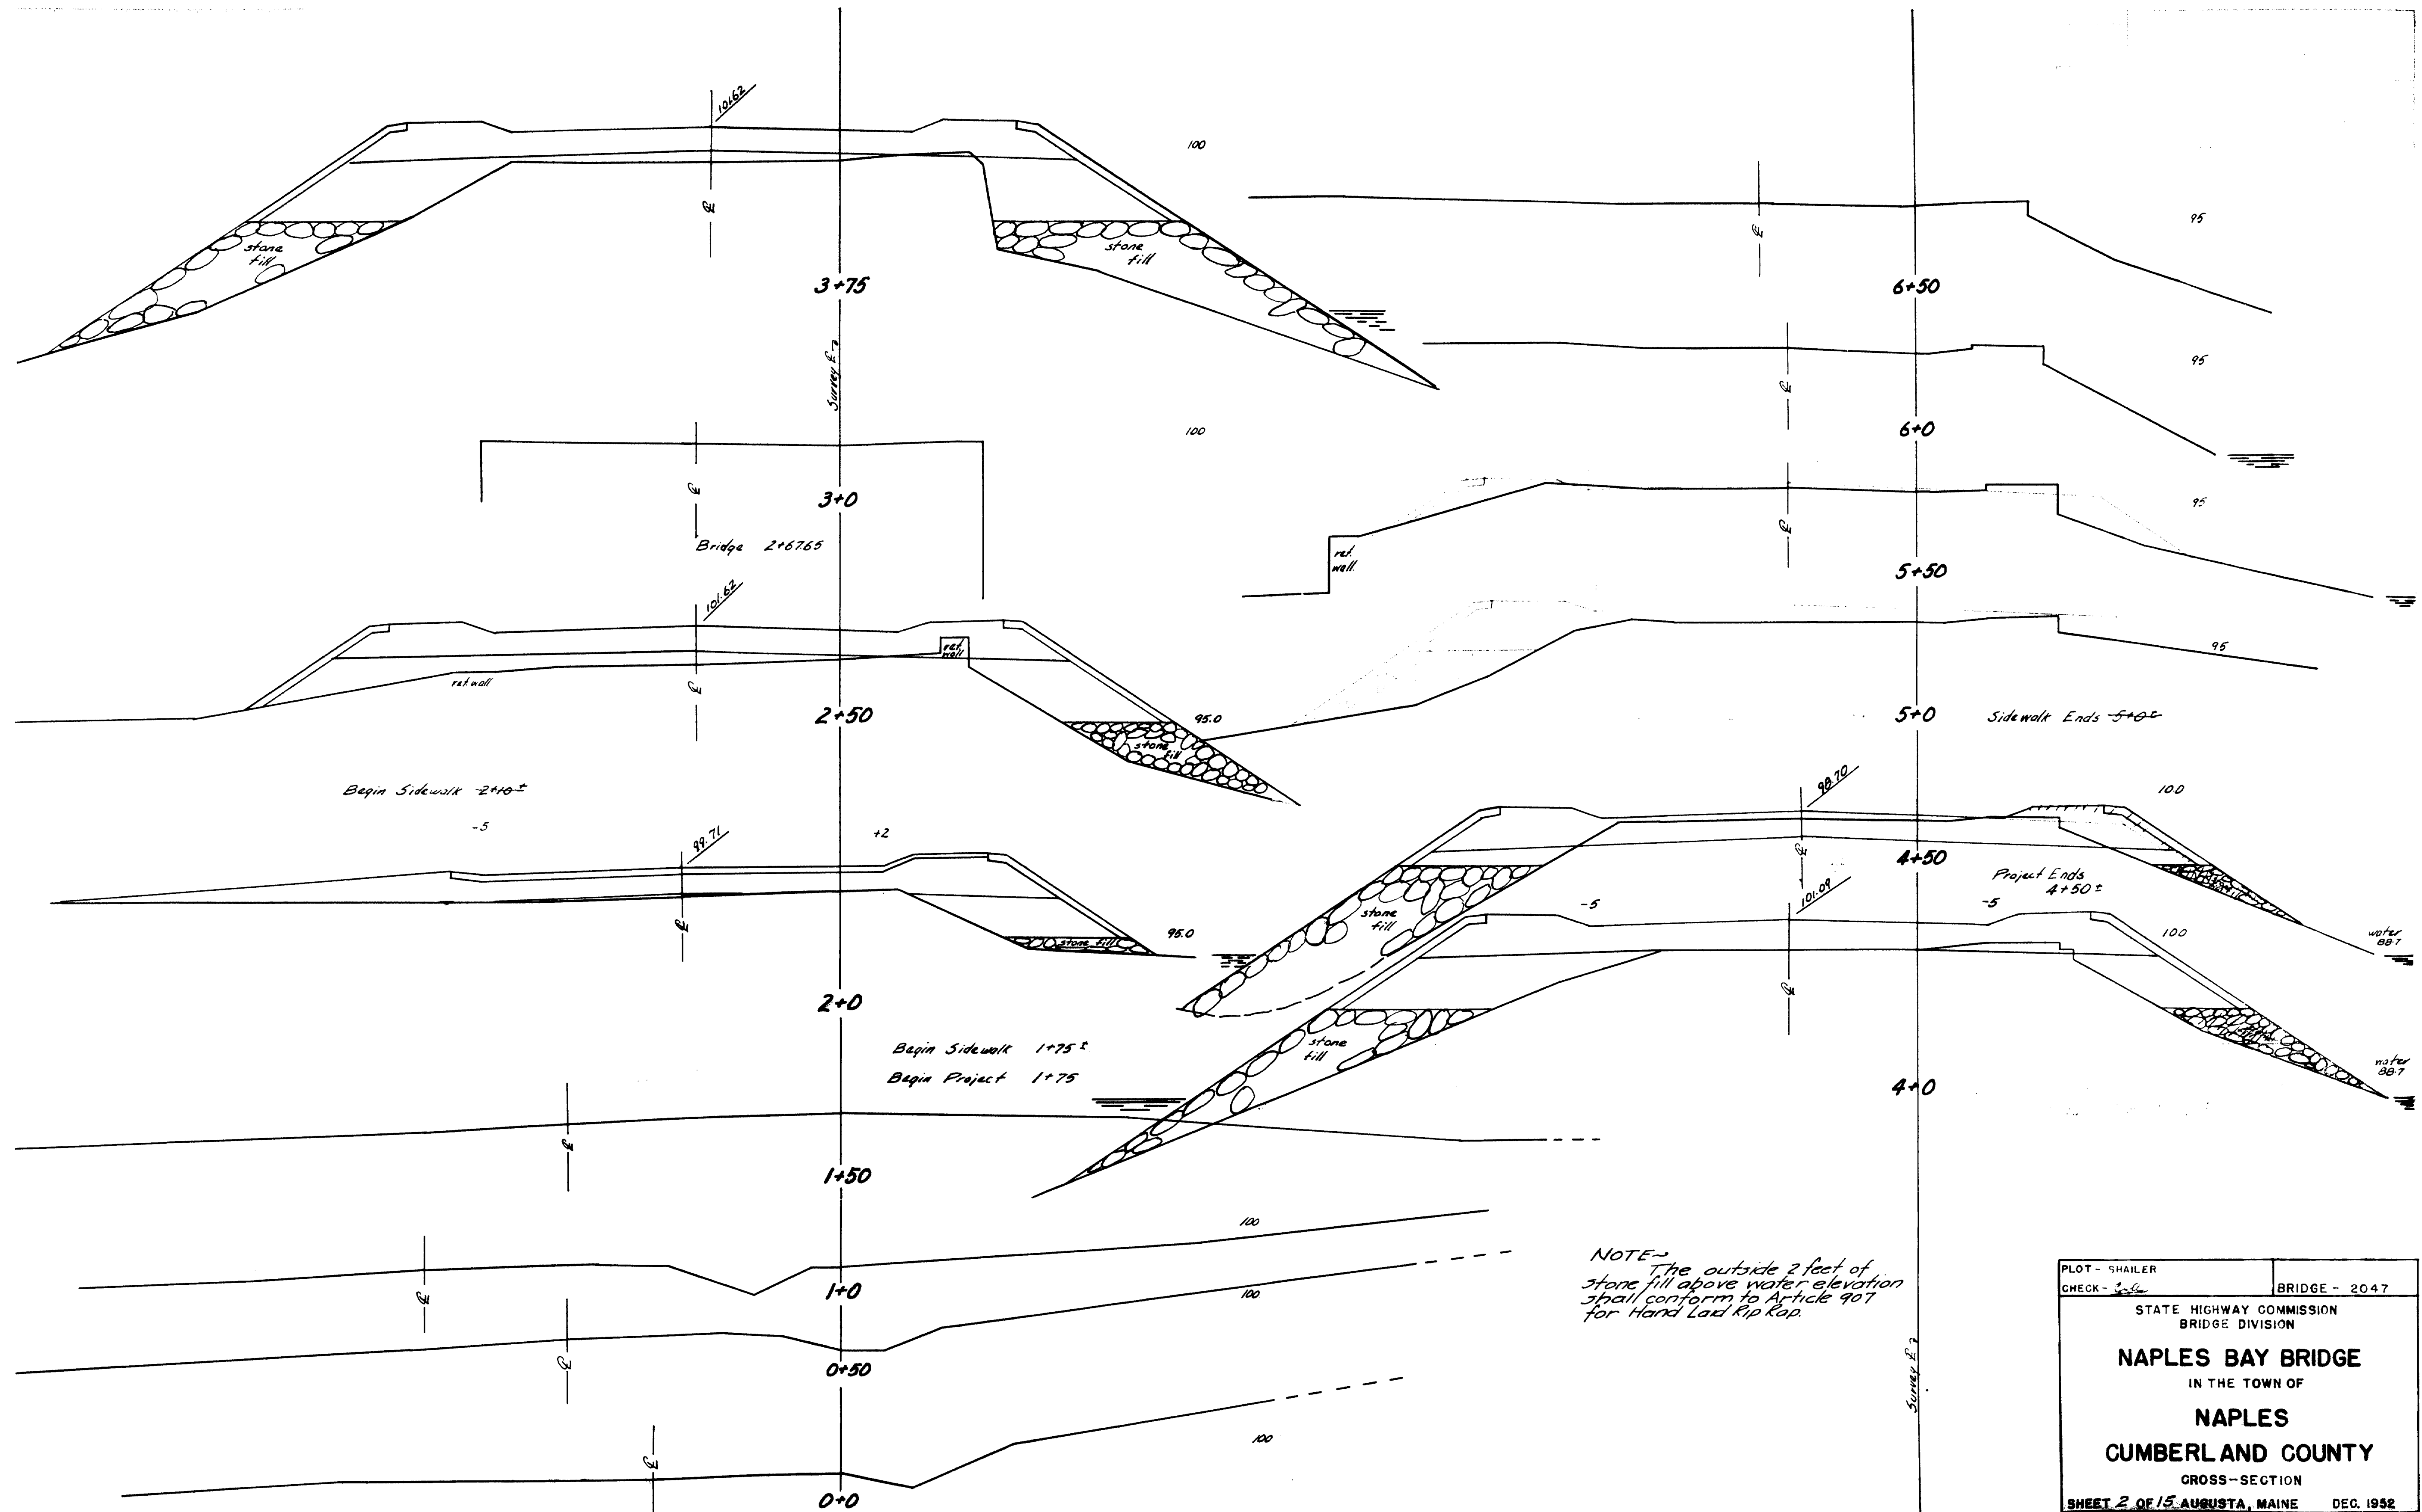 101.62
100
℄
stone
fill
stone
fill
3+75
Survey ℄
100
℄
3+0
Bridge 2+67.65
101.62
ret.
wall
ret. wall
℄
2+50
95.0
stone
fill
Begin Sidewalk 2+10±
-5
99.71
+2
℄
95.0
stone fill
2+0
Begin Sidewalk 1+75±
Begin Project 1+75
℄
1+50
100
℄
1+0
100
℄
0+50
100
℄
0+0
95
℄
6+50
95
℄
6+0
95
℄
ret.
wall.
5+50
95
5+0
Sidewalk Ends 5+0±
98.70
100
℄
4+50
Project Ends
4+50±
stone
fill
-5
101.09
-5
water
88.7
100
℄
stone
fill
water
88.7
4+0
Survey ℄
NOTE~
The outside 2 feet of
stone fill above water elevation
shall conform to Article 907
for Hand Laid Rip Rap.
PLOT - SHAILER
CHECK -
BRIDGE - 2047
STATE HIGHWAY COMMISSION
BRIDGE DIVISION
NAPLES BAY BRIDGE
IN THE TOWN OF
NAPLES
CUMBERLAND COUNTY
CROSS-SECTION
SHEET 2 OF 15 AUGUSTA, MAINE DEC. 1952